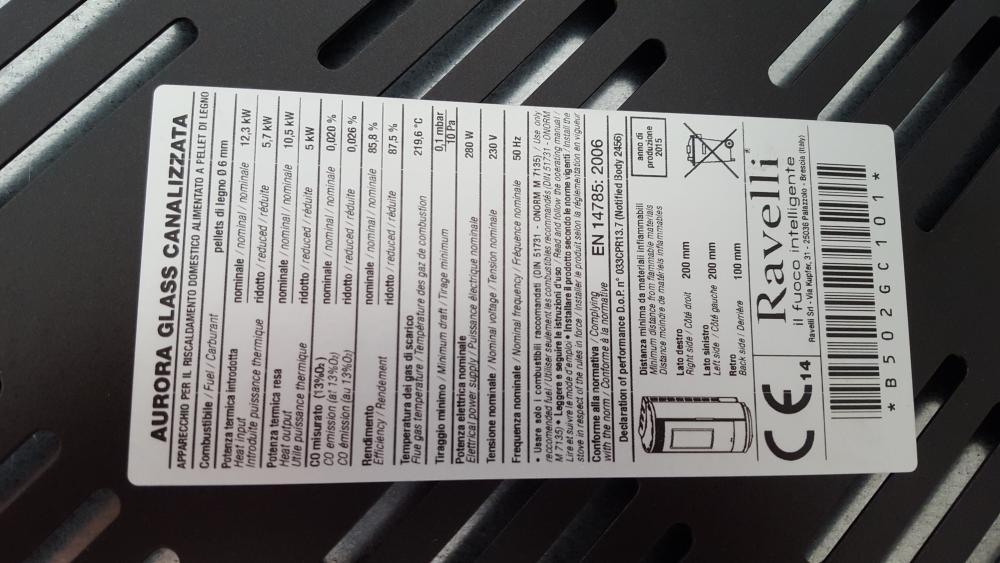 AURORA GLASS CANALIZZATA
APPARECCHIO PER IL RISCALDAMENTO DOMESTICO ALIMENTATO A PELLET DI LEGNO
Combustibile / Fuel / Carburant pellets di legno Ø 6 mm
Potenza termica introdotta nominale / nominal / nominale 12,3 kW
Heat input
Introduite puissance thermique ridotto / reduced / réduite 5,7 kW
Potenza termica resa nominale / nominal / nominale 10,5 kW
Heat output
Utile puissance thermique ridotto / reduced / réduite 5 kW
CO misurato (13%O₂) nominale / nominal / nominale 0,020 %
CO emission (at 13%O₂)
CO émission (au 13%O₂) ridotto / reduced / réduite 0,026 %
Rendimento nominale / nominal / nominale 85,8 %
Efficiency / Rendement ridotto / reduced / réduite 87,5 %
Temperatura dei gas di scarico 219,6 °C
Flue gas temperature / Température des gaz de combustion
Tiraggio minimo / Minimum draft / Tirage minimum 0,1 mbar
10 Pa
Potenza elettrica nominale 280 W
Eletrical power supply / Puissance électrique nominale
Tensione nominale / Nominal voltage / Tension nominale 230 V
Frequenza nominale / Nominal frequency / Fréquence nominale 50 Hz
• Usare solo i combustibili raccomandati (DIN 51731 - ONORM M 7135) / Use only
reccomended fuel / Utiliser seulement les combustibles recommandés (DIN 51731 - ONORM
M 7135) • Leggere e seguire le istruzioni d'uso / Read and follow the operating manual /
Lire et suivre le mode d'emploi • Installare il prodotto secondo le norme vigenti / Install the
stove in respect of the rules in force / Installer le produit selon la réglementation en vigueur.
Conforme alla normativa / Complying EN 14785: 2006
with the norm / Conforme à la normative
Declaration of performance D.o.P. n° 033CPR13.7 (Notified Body 2456)
Distanza minima da materiali infiammabili
Minimum distance from flammable materials
Distance moindre de matériels inflammables
anno di
produzione
2015
Lato destro 200 mm
Right side / Côté droit
Lato sinistro 200 mm
Left side / Côté gauche
Retro 100 mm
Back side / Derrière
CE
14
Ravelli
il fuoco intelligente
Ravelli Srl - Via Kupfer, 31 - 25036 Palazzolo - Brescia (Italy)
* B 5 0 2 G C 1 0 1 *